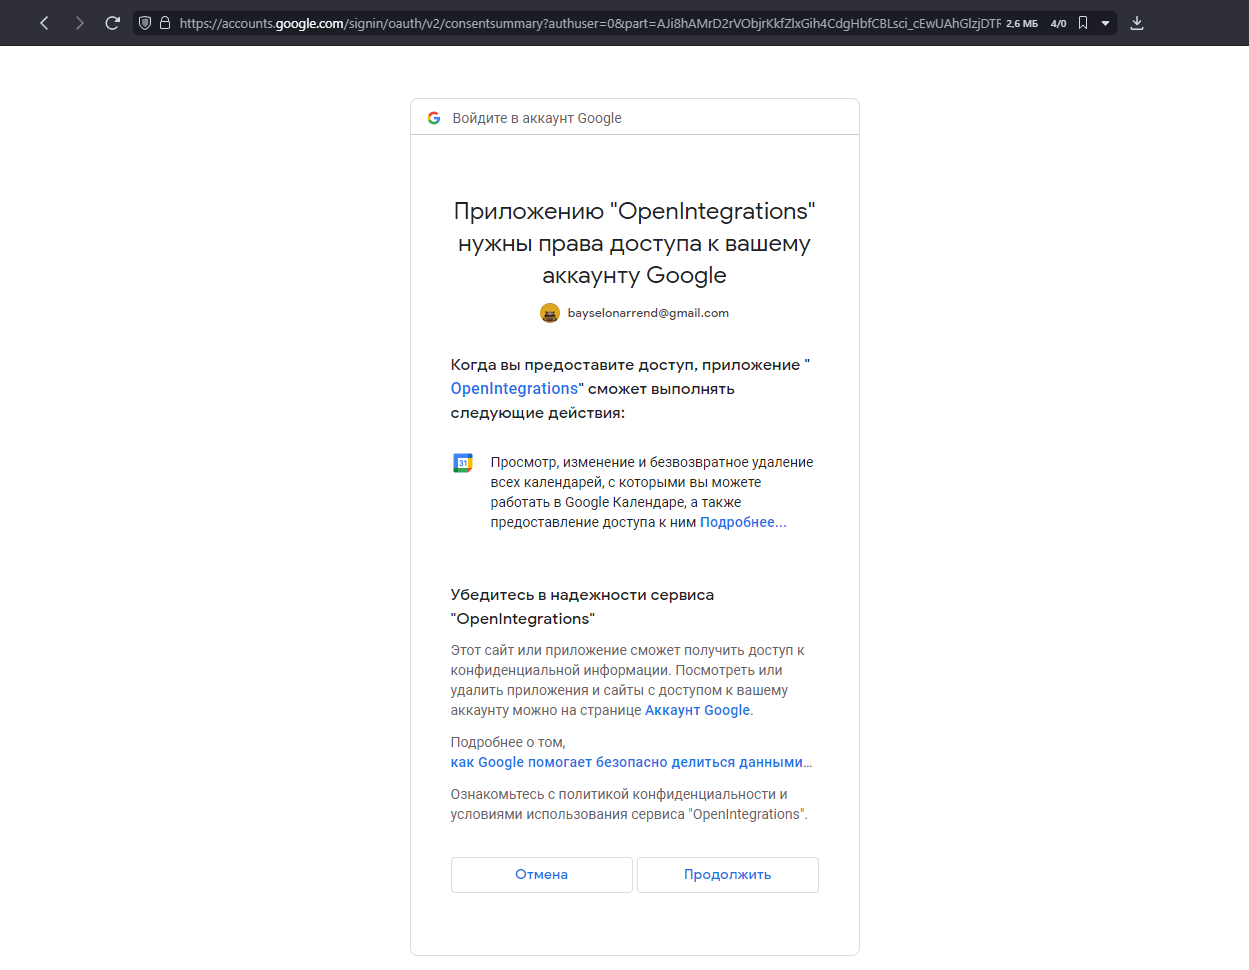 https://accounts.google.com/signin/oauth/v2/consentsummary?authuser=0&part=AJi8hAMrD2rVObjrKkfZlxGih4CdgHbfCBLsci_cEwUAhGlzjDTF 2,6 МБ 4/0
Войдите в аккаунт Google
Приложению "OpenIntegrations"
нужны права доступа к вашему
аккаунту Google
bayselonarrend@gmail.com
Когда вы предоставите доступ, приложение "
OpenIntegrations" сможет выполнять
следующие действия:
31
Просмотр, изменение и безвозвратное удаление
всех календарей, с которыми вы можете
работать в Google Календаре, а также
предоставление доступа к ним Подробнее...
Убедитесь в надежности сервиса
"OpenIntegrations"
Этот сайт или приложение сможет получить доступ к
конфиденциальной информации. Посмотреть или
удалить приложения и сайты с доступом к вашему
аккаунту можно на странице Аккаунт Google.
Подробнее о том,
как Google помогает безопасно делиться данными...
Ознакомьтесь с политикой конфиденциальности и
условиями использования сервиса "OpenIntegrations".
Отмена Продолжить